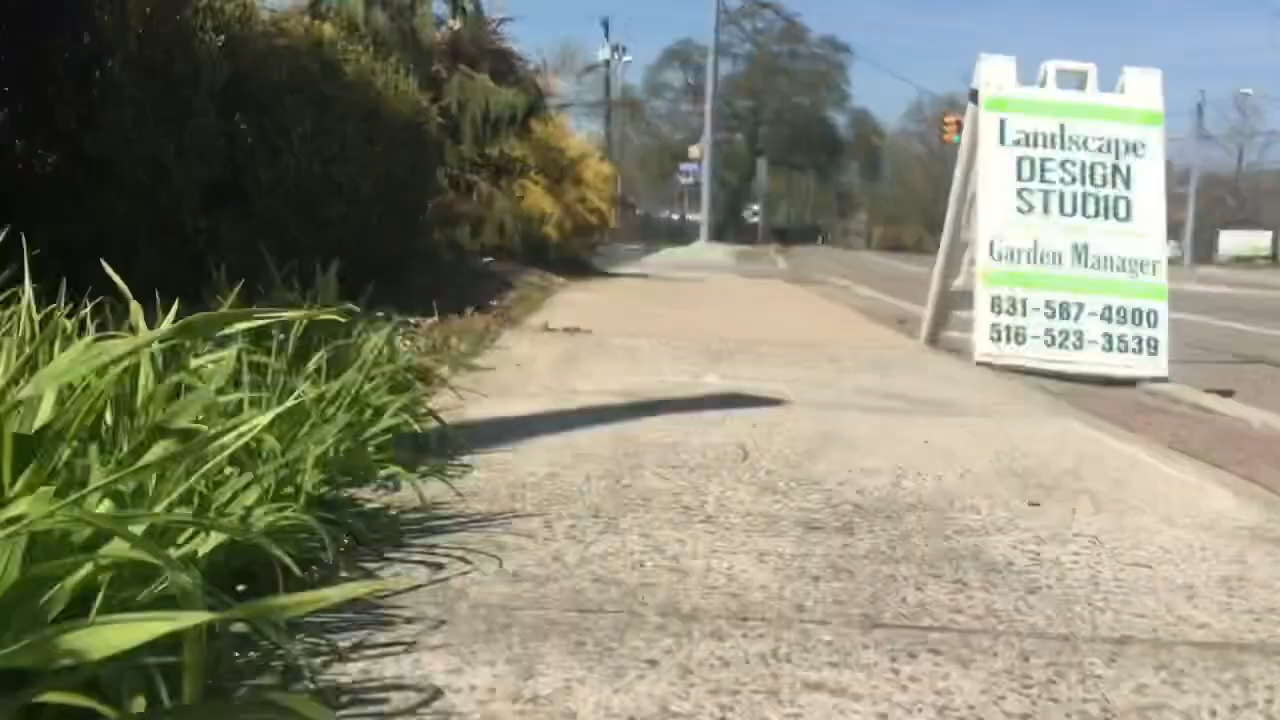 Landscape
DESIGN
STUDIO
Garden Manager
631-567-4900
516-523-3539